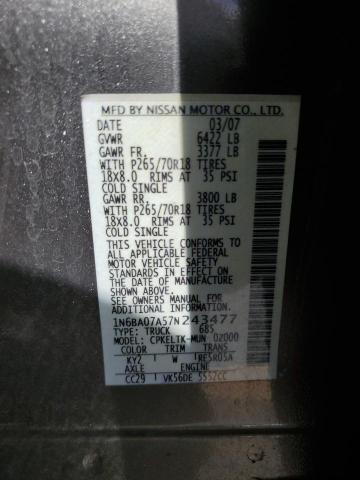 MFD BY NISSAN MOTOR CO., LTD.
DATE 03/07
GVWR 6422 LB
GAWR FR. 3377 LB
WITH P265/70R18 TIRES
18X8.0 RIMS AT 35 PSI
COLD SINGLE
GAWR RR. 3800 LB
WITH P265/70R18 TIRES
18X8.0 RIMS AT 35 PSI
COLD SINGLE
THIS VEHICLE CONFORMS TO
ALL APPLICABLE FEDERAL
MOTOR VEHICLE SAFETY
STANDARDS IN EFFECT ON
THE DATE OF MANUFACTURE
SHOWN ABOVE.
SEE OWNERS MANUAL FOR
ADDITIONAL INFORMATION.
1N6BA07A57N243477
TYPE: TRUCK 685
MODEL: CPKELTK-MUN 02000
COLOR TRIM TRANS
KY2 W RE5R05A
AXLE ENGINE
CC29 VK56DE 5552CC